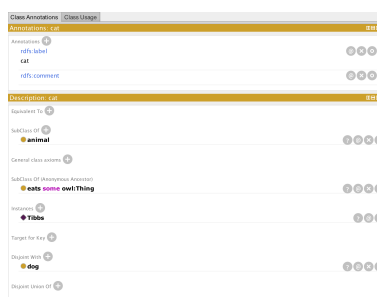 Class Annotations Class Usage
Annotations: cat
Annotations
rdfs:label
cat
rdfs:comment
Description: cat
Equivalent To
SubClass Of
animal
General class axioms
SubClass Of (Anonymous Ancestor)
eats some owl:Thing
Instances
Tibbs
Target for Key
Disjoint With
dog
Disjoint Union Of